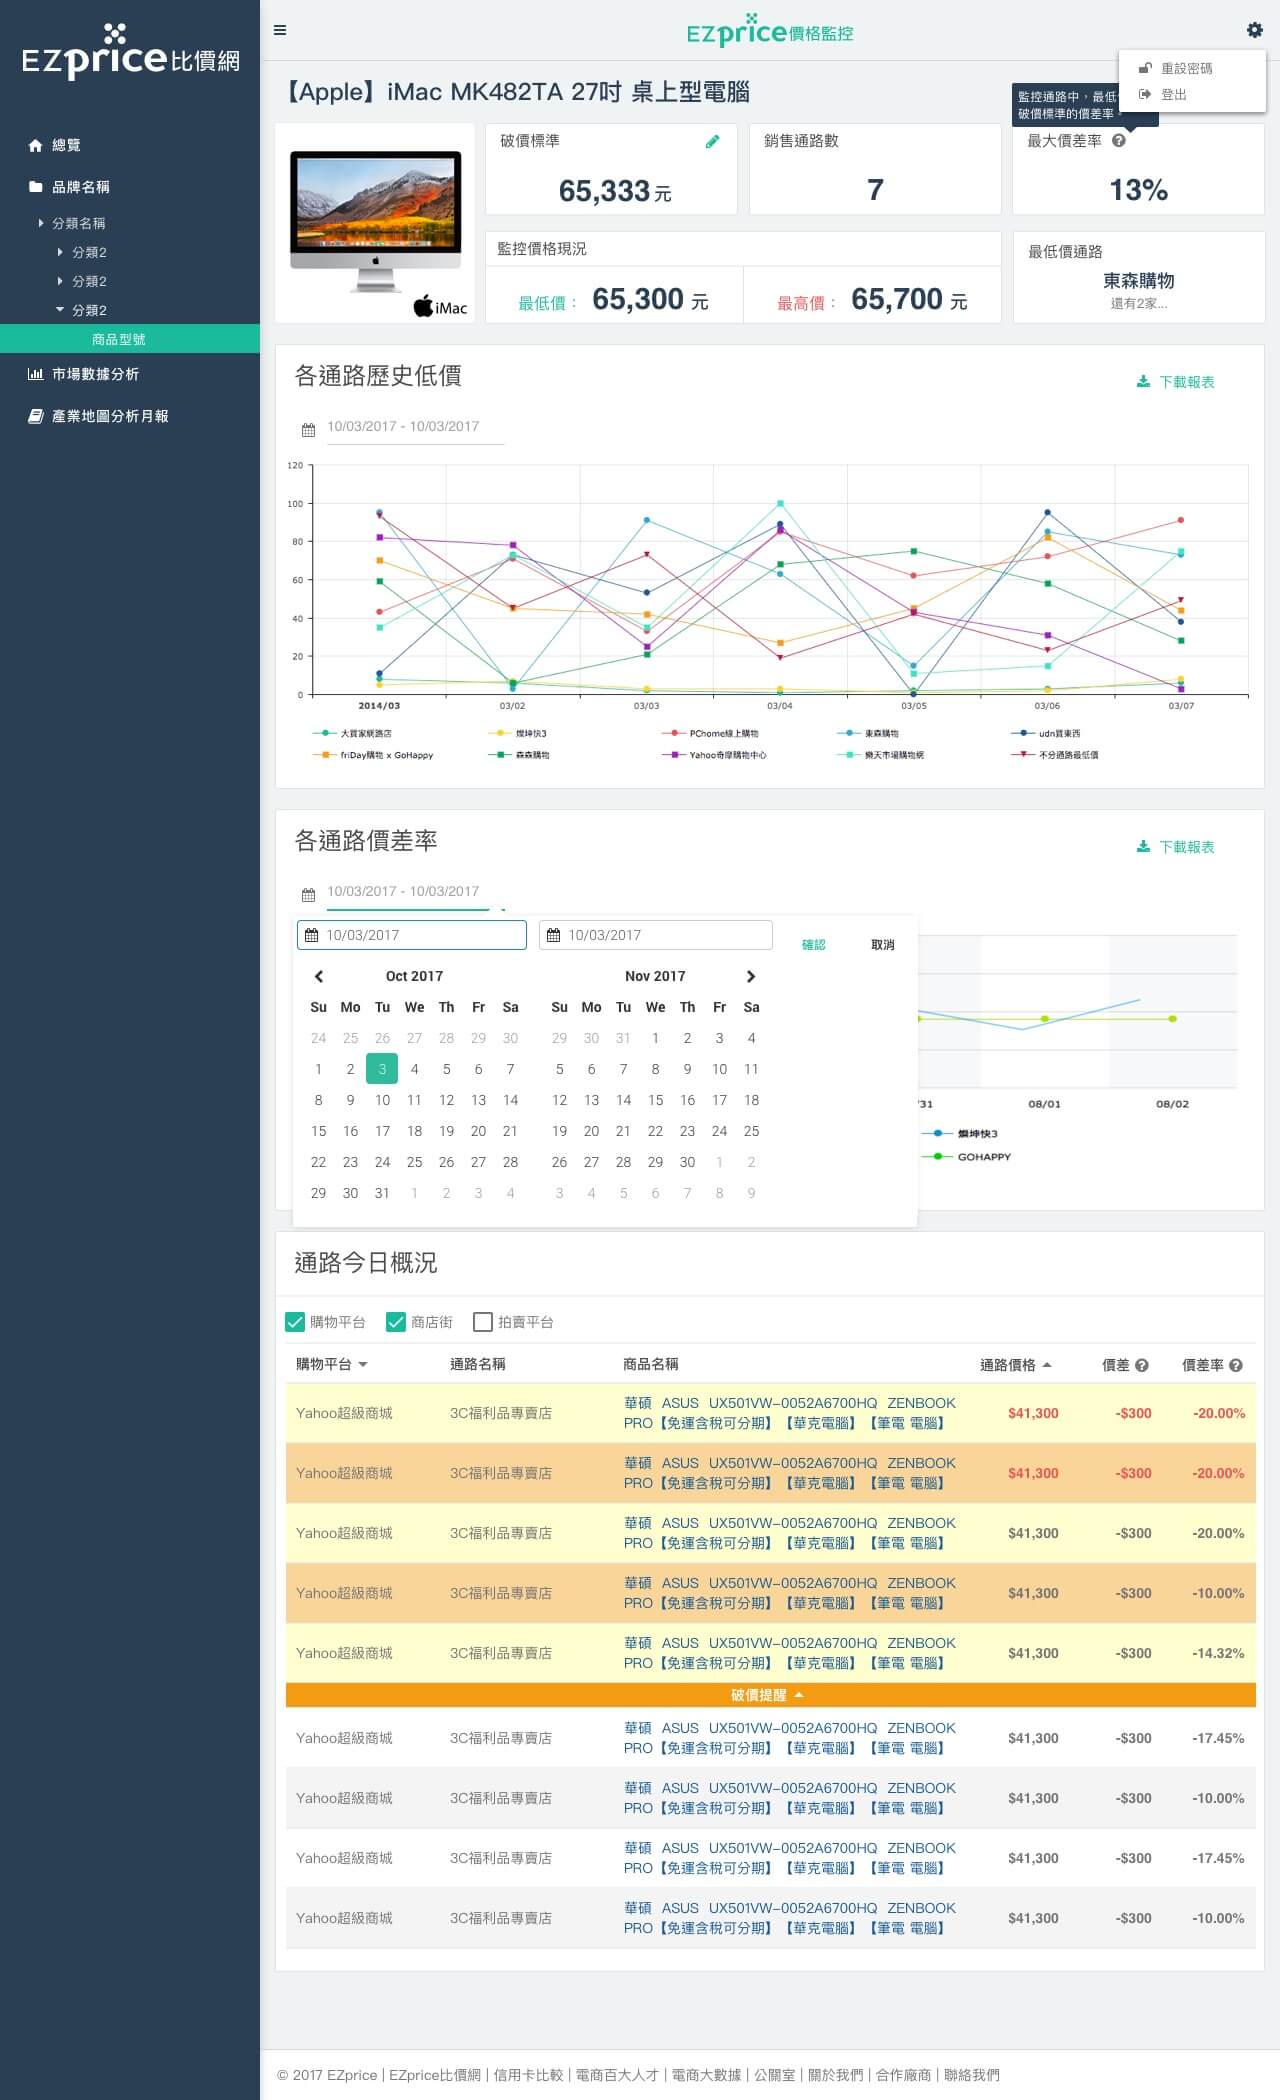 EZprice比價網
總覽
品牌名稱
分類名稱
分類2
分類2
分類2
商品型號
市場數據分析
產業地圖分析月報
EZprice價格監控
重設密碼
登出
【Apple】iMac MK482TA 27吋 桌上型電腦
監控通路中，最低
破價標準的價差率。
iMac
破價標準
65,333 元
銷售通路數
7
最大價差率
13%
監控價格現況
最低價： 65,300 元
最高價： 65,700 元
最低價通路
東森購物
還有2家...
各通路歷史低價
下載報表
10/03/2017 - 10/03/2017
120
100
80
60
40
20
0
2014/03 03/02 03/03 03/04 03/05 03/06 03/07
大買家網路店 燦坤快3 PChome線上購物 東森購物 udn買東西
friDay購物 x GoHappy 森森購物 Yahoo奇摩購物中心 樂天市場購物網 不分通路最低價
各通路價差率
下載報表
10/03/2017 - 10/03/2017
10/03/2017 10/03/2017 確認 取消
Oct 2017 Nov 2017
Su Mo Tu We Th Fr Sa Su Mo Tu We Th Fr Sa
24 25 26 27 28 29 30 29 30 31 1 2 3 4
1 2 3 4 5 6 7 5 6 7 8 9 10 11
8 9 10 11 12 13 14 12 13 14 15 16 17 18
15 16 17 18 19 20 21 19 20 21 22 23 24 25
22 23 24 25 26 27 28 26 27 28 29 30 1 2
29 30 31 1 2 3 4 3 4 5 6 7 8 9
/31 08/01 08/02
燦坤快3
GOHAPPY
通路今日概況
購物平台 商店街 拍賣平台
購物平台 通路名稱 商品名稱 通路價格 價差 價差率
Yahoo超級商城 3C福利品專賣店 華碩 ASUS UX501VW-0052A6700HQ ZENBOOK $41,300 -$300 -20.00%
PRO【免運含稅可分期】【華克電腦】【筆電 電腦】
Yahoo超級商城 3C福利品專賣店 華碩 ASUS UX501VW-0052A6700HQ ZENBOOK $41,300 -$300 -20.00%
PRO【免運含稅可分期】【華克電腦】【筆電 電腦】
Yahoo超級商城 3C福利品專賣店 華碩 ASUS UX501VW-0052A6700HQ ZENBOOK $41,300 -$300 -20.00%
PRO【免運含稅可分期】【華克電腦】【筆電 電腦】
Yahoo超級商城 3C福利品專賣店 華碩 ASUS UX501VW-0052A6700HQ ZENBOOK $41,300 -$300 -10.00%
PRO【免運含稅可分期】【華克電腦】【筆電 電腦】
Yahoo超級商城 3C福利品專賣店 華碩 ASUS UX501VW-0052A6700HQ ZENBOOK $41,300 -$300 -14.32%
PRO【免運含稅可分期】【華克電腦】【筆電 電腦】
破價提醒
Yahoo超級商城 3C福利品專賣店 華碩 ASUS UX501VW-0052A6700HQ ZENBOOK $41,300 -$300 -17.45%
PRO【免運含稅可分期】【華克電腦】【筆電 電腦】
Yahoo超級商城 3C福利品專賣店 華碩 ASUS UX501VW-0052A6700HQ ZENBOOK $41,300 -$300 -10.00%
PRO【免運含稅可分期】【華克電腦】【筆電 電腦】
Yahoo超級商城 3C福利品專賣店 華碩 ASUS UX501VW-0052A6700HQ ZENBOOK $41,300 -$300 -17.45%
PRO【免運含稅可分期】【華克電腦】【筆電 電腦】
Yahoo超級商城 3C福利品專賣店 華碩 ASUS UX501VW-0052A6700HQ ZENBOOK $41,300 -$300 -10.00%
PRO【免運含稅可分期】【華克電腦】【筆電 電腦】
© 2017 EZprice | EZprice比價網 | 信用卡比較 | 電商百大人才 | 電商大數據 | 公關室 | 關於我們 | 合作廠商 | 聯絡我們